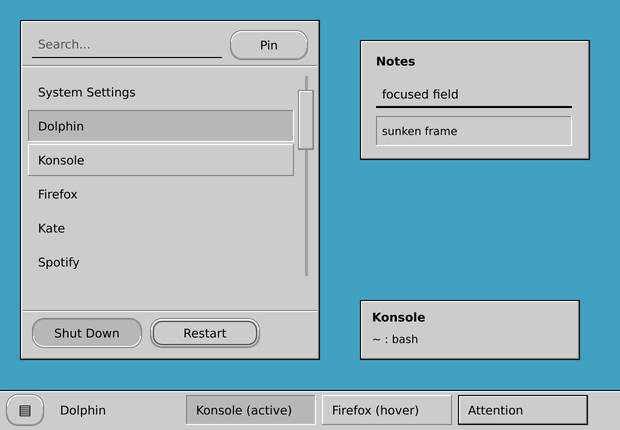 Search...
Pin
System Settings
Dolphin
Konsole
Firefox
Kate
Spotify
Shut Down
Restart
Notes
focused field
sunken frame
Konsole
~ : bash
Dolphin
Konsole (active)
Firefox (hover)
Attention